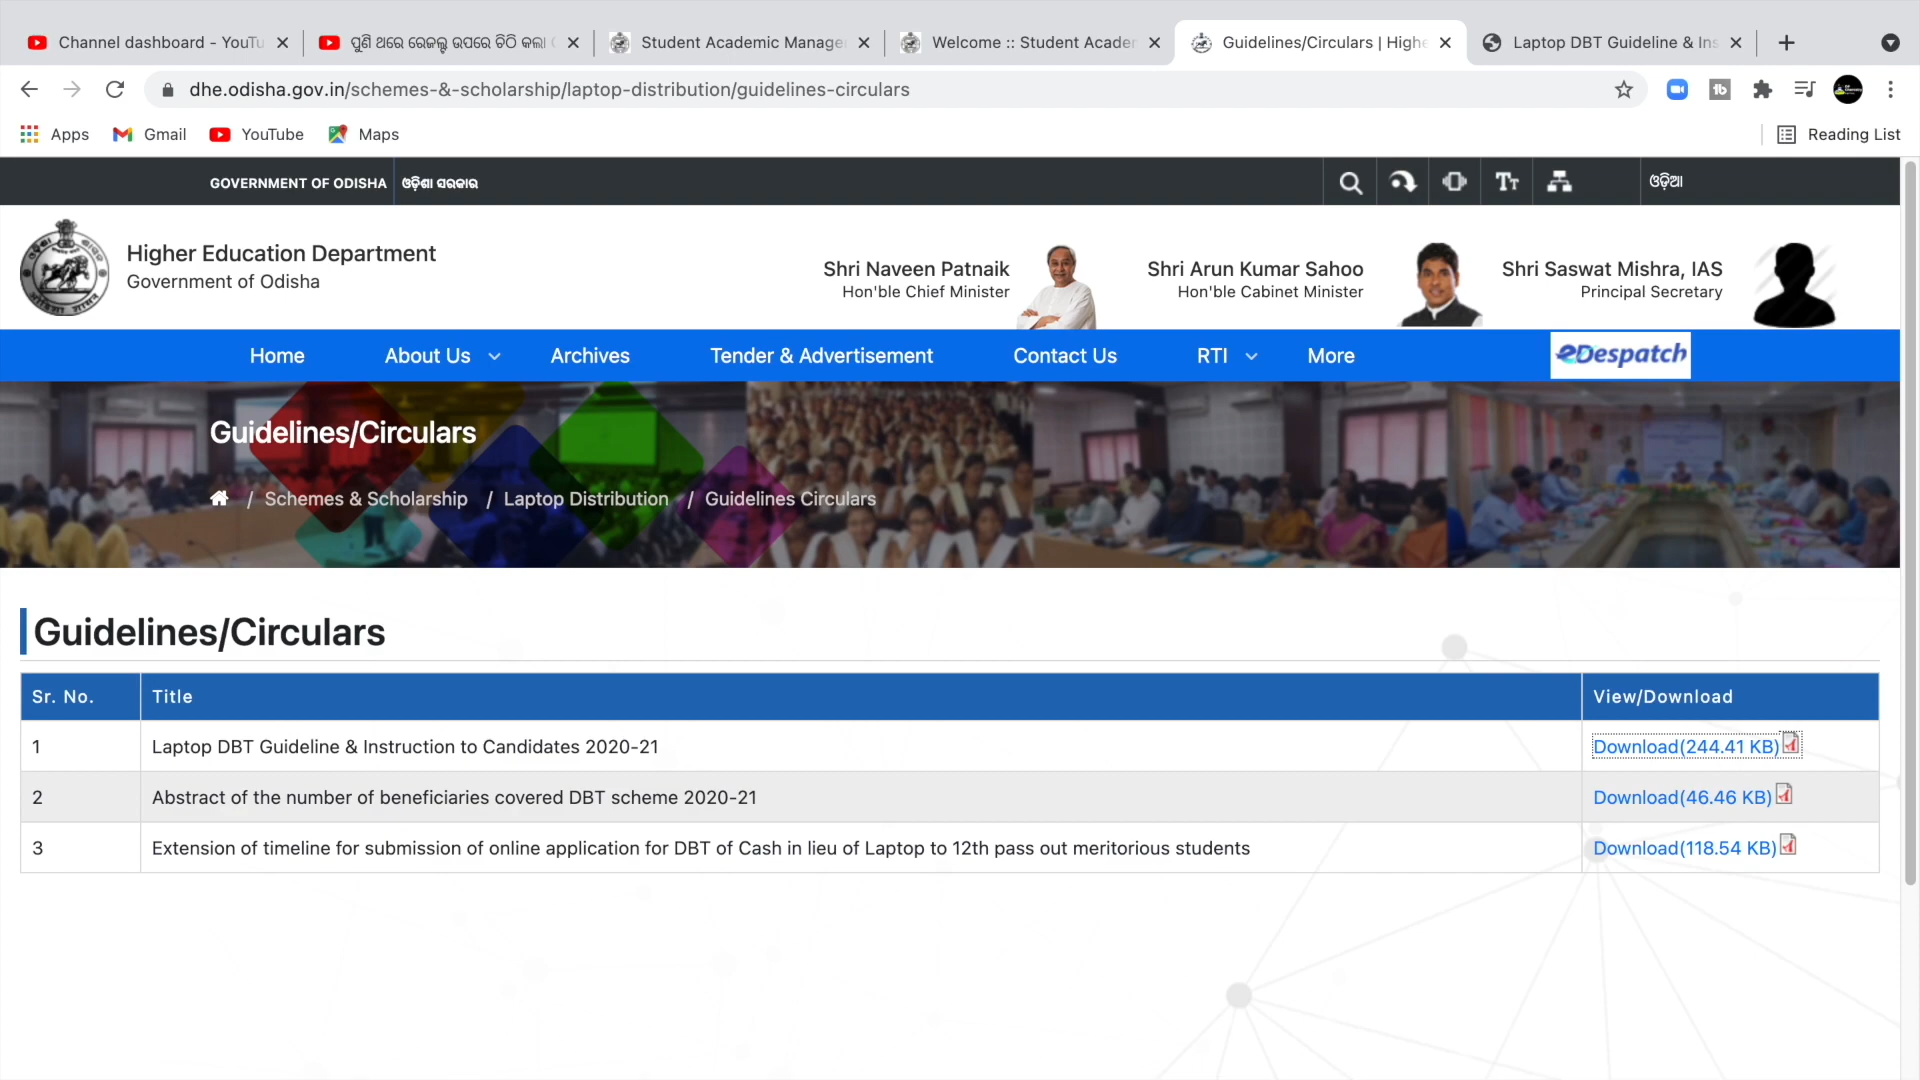 Channel dashboard - YouTu
ପୁଣି ଥରେ ରେଜଲ୍ଟ ଉପରେ ଚିଠି କଲା
Student Academic Manage
Welcome :: Student Acader
Guidelines/Circulars | Highe
Laptop DBT Guideline & Ins
dhe.odisha.gov.in/schemes-&-scholarship/laptop-distribution/guidelines-circulars
Apps
Gmail
YouTube
Maps
Reading List
GOVERNMENT OF ODISHA
ଓଡ଼ିଶା ସରକାର
ଓଡ଼ିଆ
Higher Education Department
Government of Odisha
Shri Naveen Patnaik
Hon'ble Chief Minister
Shri Arun Kumar Sahoo
Hon'ble Cabinet Minister
Shri Saswat Mishra, IAS
Principal Secretary
Home About Us Archives Tender & Advertisement Contact Us RTI More eDespatch
Guidelines/Circulars
/ Schemes & Scholarship / Laptop Distribution / Guidelines Circulars
Guidelines/Circulars
Sr. No. Title View/Download
1 Laptop DBT Guideline & Instruction to Candidates 2020-21 Download(244.41 KB)
2 Abstract of the number of beneficiaries covered DBT scheme 2020-21 Download(46.46 KB)
3 Extension of timeline for submission of online application for DBT of Cash in lieu of Laptop to 12th pass out meritorious students Download(118.54 KB)